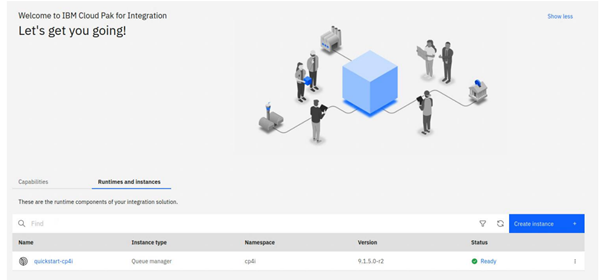 Welcome to IBM Cloud Pak for Integration
Show less
Let's get you going!
Capabilities
Runtimes and instances
These are the runtime components of your integration solution.
Find
Create instance +
Name Instance type Namespace Version Status
quickstart-cp4i Queue manager cp4i 9.1.5.0-r2 Ready